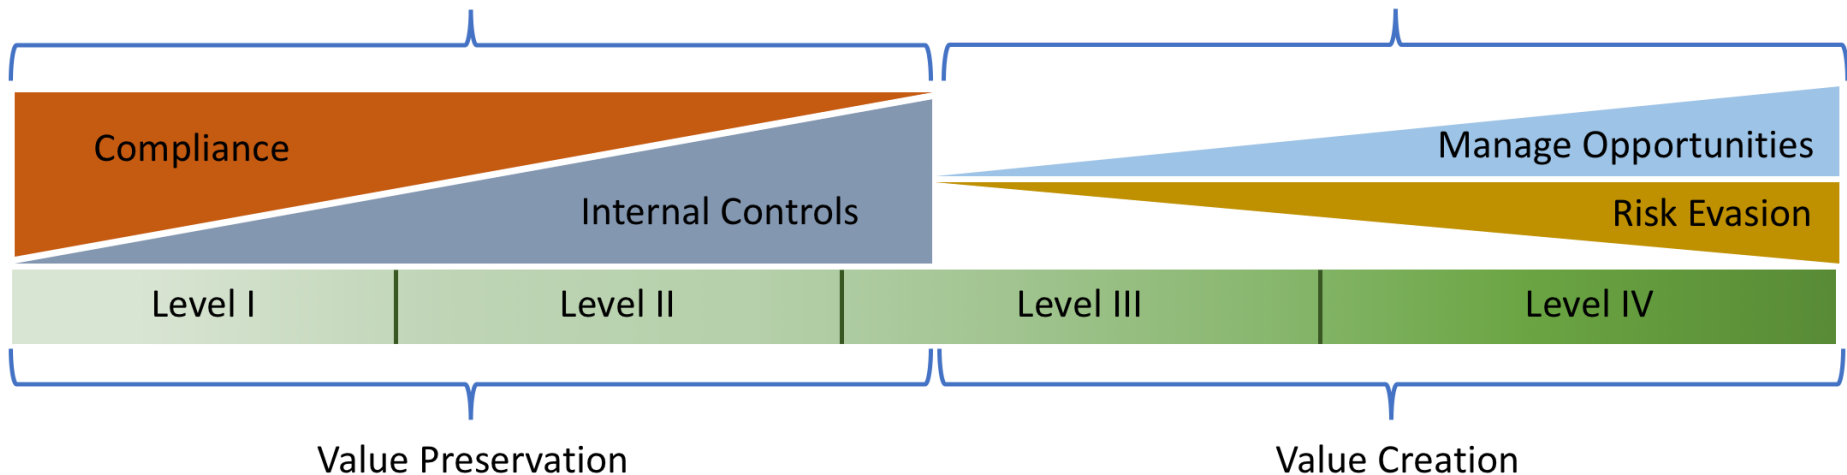 Compliance
Manage Opportunities
Internal Controls
Risk Evasion
Level I
Level II
Level III
Level IV
Value Preservation
Value Creation